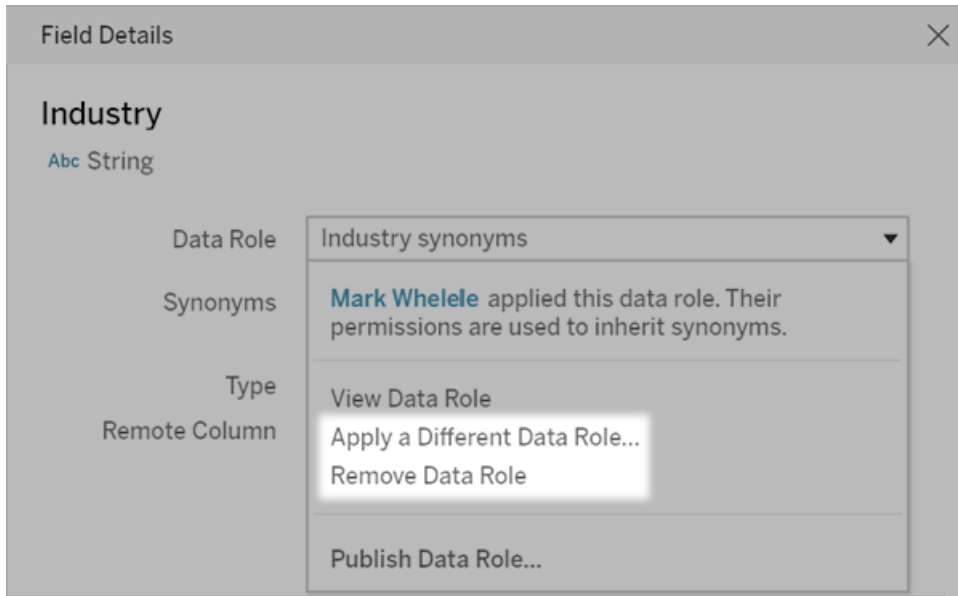 Field Details
Industry
Abc String
Data Role
Industry synonyms
Synonyms
Mark Whelele applied this data role. Their
permissions are used to inherit synonyms.
Type
View Data Role
Remote Column
Apply a Different Data Role...
Remove Data Role
Publish Data Role...